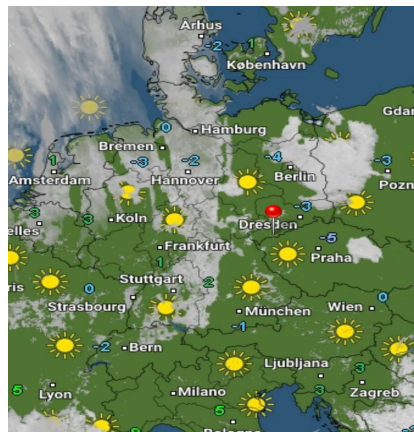 Århus
-2
1
København
Gda
0
Hamburg
Bremen
-3
-2
-4
-3
1
Amsterdam
Hannover
Berlin
Pozn
3
3
Köln
-3
elles
Dresden
-5
Frankfurt
Praha
1
Stuttgart
2
ris
0
0
Strasbourg
München
Wien
-1
-2
Bern
Ljubljana
3
5
Lyon
Milano
3
Zagreb
5